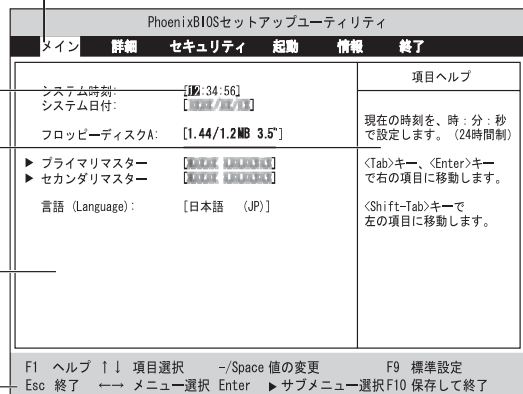 PhoenixBIOSセットアップユーティリティ
メイン 詳細 セキュリティ 起動 情報 終了
システム時刻: [12:34:56]
システム日付:
フロッピーディスクA: [1.44/1.2MB 3.5"]
▶ プライマリマスター
▶ セカンダリマスター
言語 (Language): [日本語 (JP)]
項目ヘルプ
現在の時刻を、時：分：秒
で設定します。(24時間制)
<Tab>キー、<Enter>キー
で右の項目に移動します。
<Shift-Tab>キーで
左の項目に移動します。
F1 ヘルプ ↑↓ 項目選択 -/Space 値の変更 F9 標準設定
Esc 終了 ←→ メニュー選択 Enter ▶ サブメニュー選択 F10 保存して終了